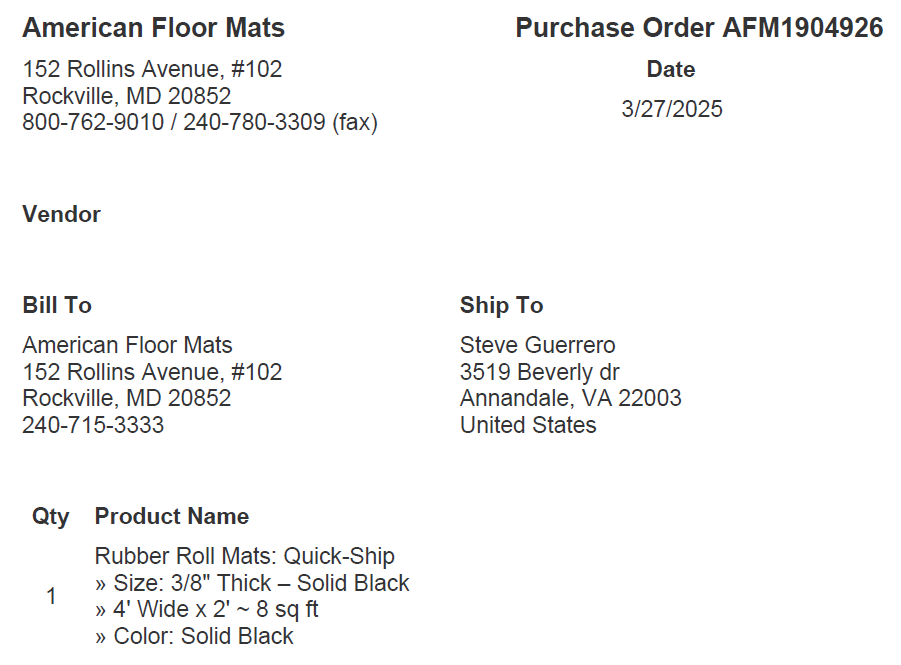 American Floor Mats
152 Rollins Avenue, #102
Rockville, MD 20852
800-762-9010 / 240-780-3309 (fax)
Purchase Order AFM1904926
Date
3/27/2025
Vendor
Bill To
American Floor Mats
152 Rollins Avenue, #102
Rockville, MD 20852
240-715-3333
Ship To
Steve Guerrero
3519 Beverly dr
Annandale, VA 22003
United States
Qty Product Name
1
Rubber Roll Mats: Quick-Ship
» Size: 3/8" Thick – Solid Black
» 4' Wide x 2' ~ 8 sq ft
» Color: Solid Black